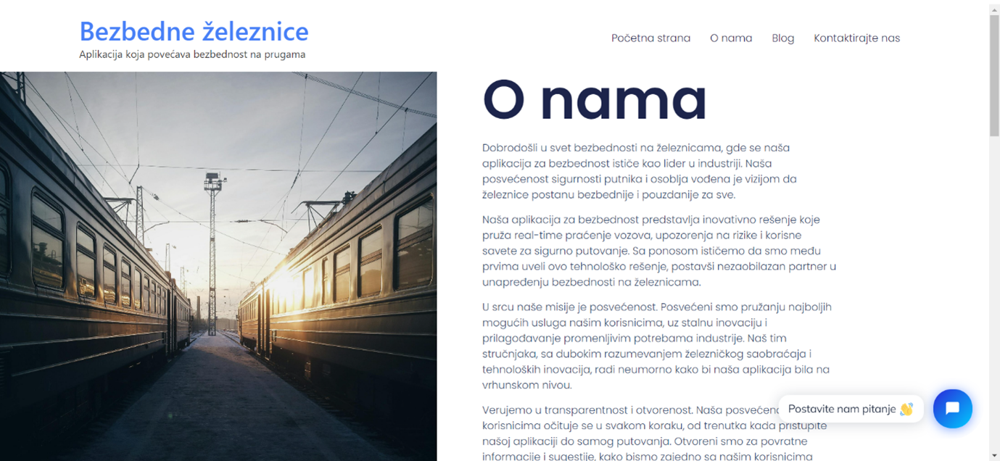 Bezbedne železnice
Aplikacija koja povećava bezbednost na prugama
Početna strana O nama Blog Kontaktirajte nas
O nama
Dobrodošli u svet bezbednosti na železnicama, gde se naša
aplikacija za bezbednost ističe kao lider u industriji. Naša
posvećenost sigurnosti putnika i osoblja vođena je vizijom da
železnice postanu bezbednije i pouzdanije za sve.
Naša aplikacija za bezbednost predstavlja inovativno rešenje koje
pruža real-time praćenje vozova, upozorenja na rizike i korisne
savete za sigurno putovanje. Sa ponosom ističemo da smo među
prvima uveli ovo tehnološko rešenje, postavši nezaobilazan partner u
unapređenju bezbednosti na železnicama.
U srcu naše misije je posvećenost. Posvećeni smo pružanju najboljih
mogućih usluga našim korisnicima, uz stalnu inovaciju i
prilagođavanje promenljivim potrebama industrije. Naš tim
stručnjaka, sa dubokim razumevanjem železničkog saobraćaja i
tehnoloških inovacija, radi neumorno kako bi naša aplikacija bila na
vrhunskom nivou.
Verujemo u transparentnost i otvorenost. Naša
korisnicima očituje se u svakom koraku, od trenutka kada pristupite
našoj aplikaciji do samog putovanja. Otvoreni smo za povratne
informacije i sugestije, kako bismo zajedno sa našim korisnicima
Postavite nam pitanje 👋